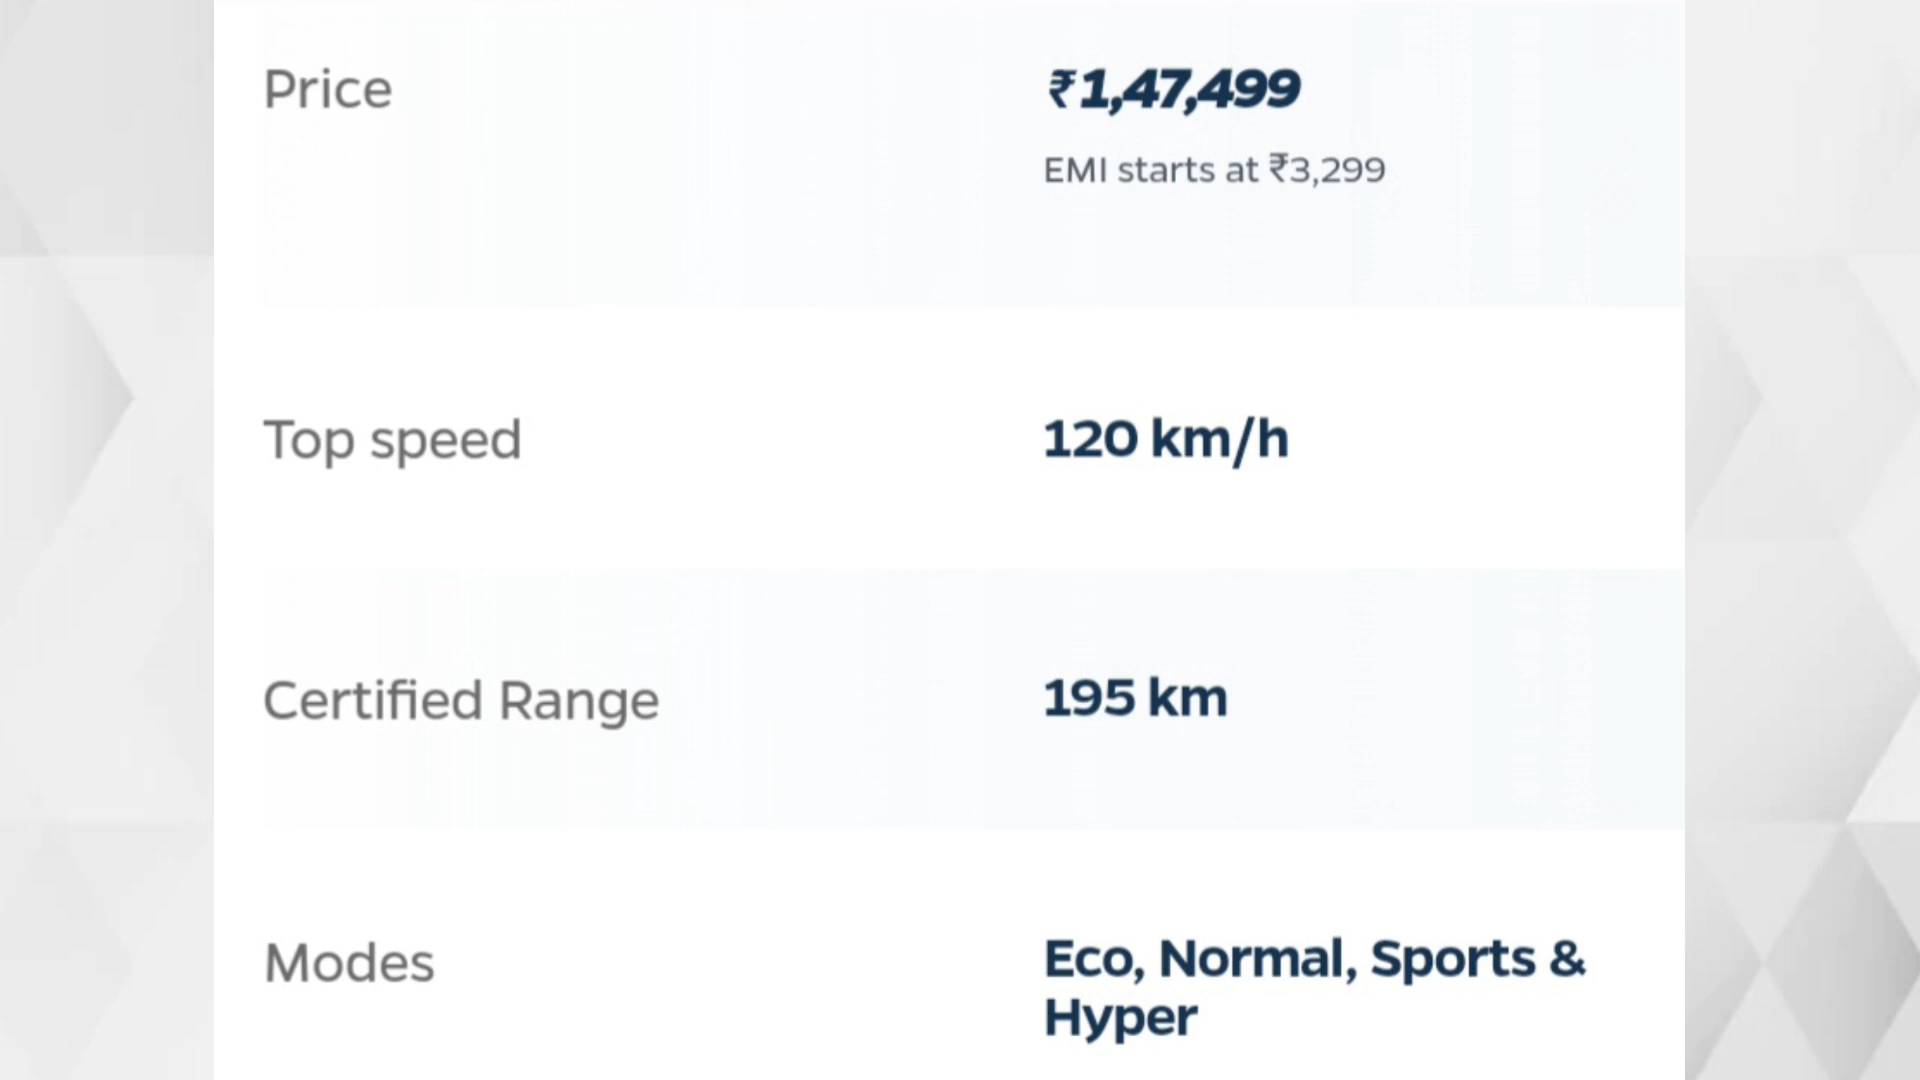 Price
₹1,47,499
EMI starts at ₹3,299
Top speed
120 km/h
Certified Range
195 km
Modes
Eco, Normal, Sports &
Hyper